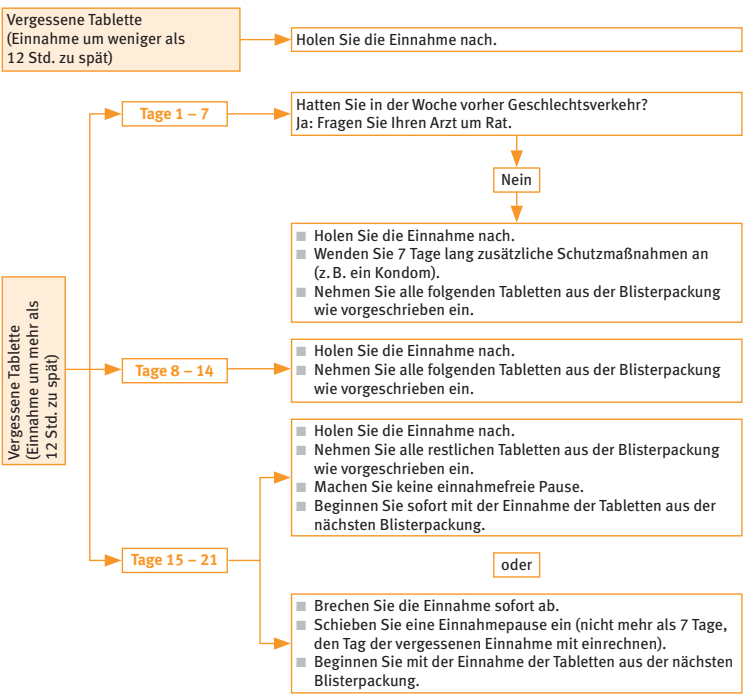 Vergessene Tablette
(Einnahme um weniger als
12 Std. zu spät)
Holen Sie die Einnahme nach.
Vergessene Tablette
(Einnahme um mehr als
12 Std. zu spät)
Tage 1 – 7
Hatten Sie in der Woche vorher Geschlechtsverkehr?
Ja: Fragen Sie Ihren Arzt um Rat.
Nein
■ Holen Sie die Einnahme nach.
■ Wenden Sie 7 Tage lang zusätzliche Schutzmaßnahmen an
(z. B. ein Kondom).
■ Nehmen Sie alle folgenden Tabletten aus der Blisterpackung
wie vorgeschrieben ein.
Tage 8 – 14
■ Holen Sie die Einnahme nach.
■ Nehmen Sie alle folgenden Tabletten aus der Blisterpackung
wie vorgeschrieben ein.
Tage 15 – 21
■ Holen Sie die Einnahme nach.
■ Nehmen Sie alle restlichen Tabletten aus der Blisterpackung
wie vorgeschrieben ein.
■ Machen Sie keine einnahmefreie Pause.
■ Beginnen Sie sofort mit der Einnahme der Tabletten aus der
nächsten Blisterpackung.
oder
■ Brechen Sie die Einnahme sofort ab.
■ Schieben Sie eine Einnahmepause ein (nicht mehr als 7 Tage,
den Tag der vergessenen Einnahme mit einrechnen).
■ Beginnen Sie mit der Einnahme der Tabletten aus der nächsten
Blisterpackung.